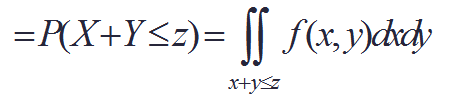 =P(X+Y≤z)= ∬ f(x,y)dxdy
x+y≤z